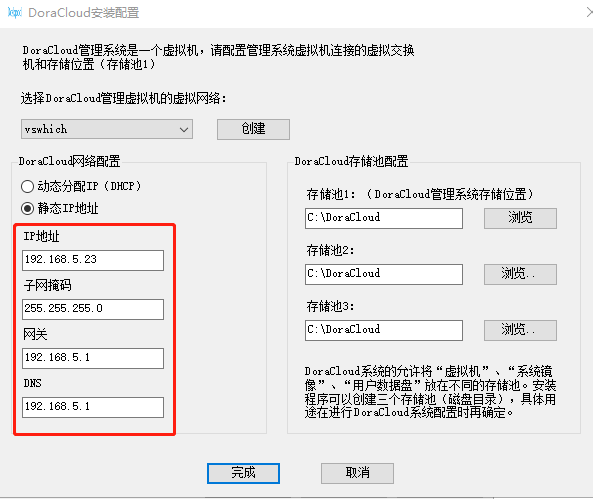 DoraCloud安装配置
DoraCloud管理系统是一个虚拟机，请配置管理系统虚拟机连接的虚拟交换
机和存储位置（存储池1）
选择DoraCloud管理虚拟机的虚拟网络：
vswhich
创建
DoraCloud网络配置
动态分配IP（DHCP）
静态IP地址
IP地址
192.168.5.23
子网掩码
255.255.255.0
网关
192.168.5.1
DNS
192.168.5.1
DoraCloud存储池配置
存储池1：（DoraCloud管理系统存储位置）
C:\DoraCloud
浏览
存储池2：
C:\DoraCloud
浏览..
存储池3：
C:\DoraCloud
浏览..
DoraCloud系统的允许将“虚拟机”、“系统镜
像”、“用户数据盘”放在不同的存储池。安装
程序可以创建三个存储池（磁盘目录），具体用
途在进行DoraCloud系统配置时再确定。
完成
取消